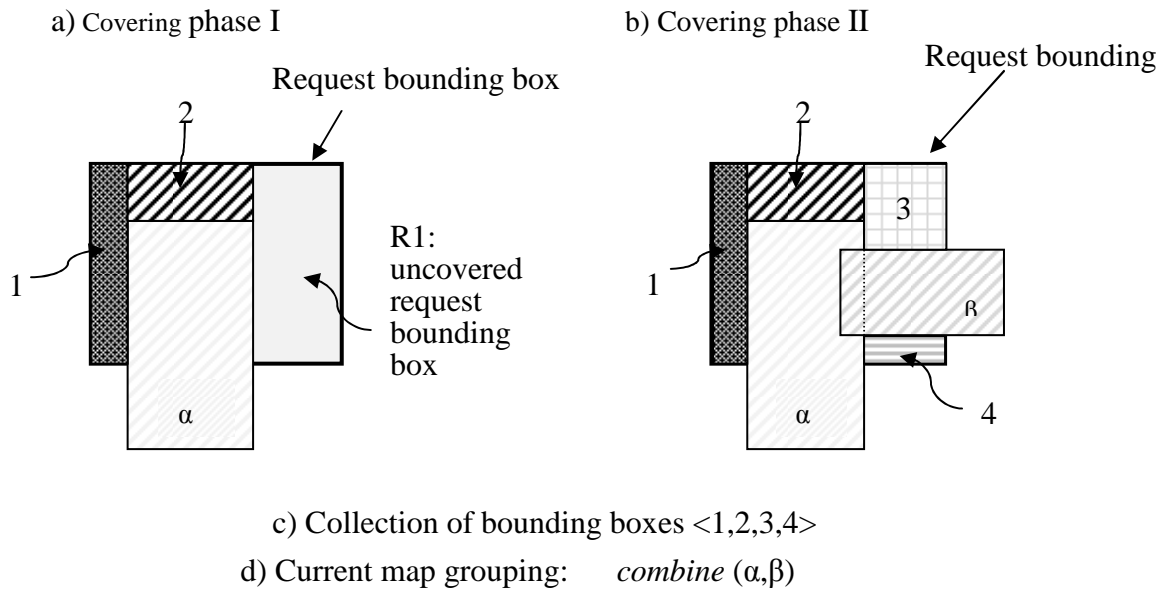 a) Covering phase I
b) Covering phase II
Request bounding box
Request bounding
2
2
3
R1:
uncovered
request
bounding
box
1
1
β
α
α
4
c) Collection of bounding boxes <1,2,3,4>
d) Current map grouping: combine (α,β)